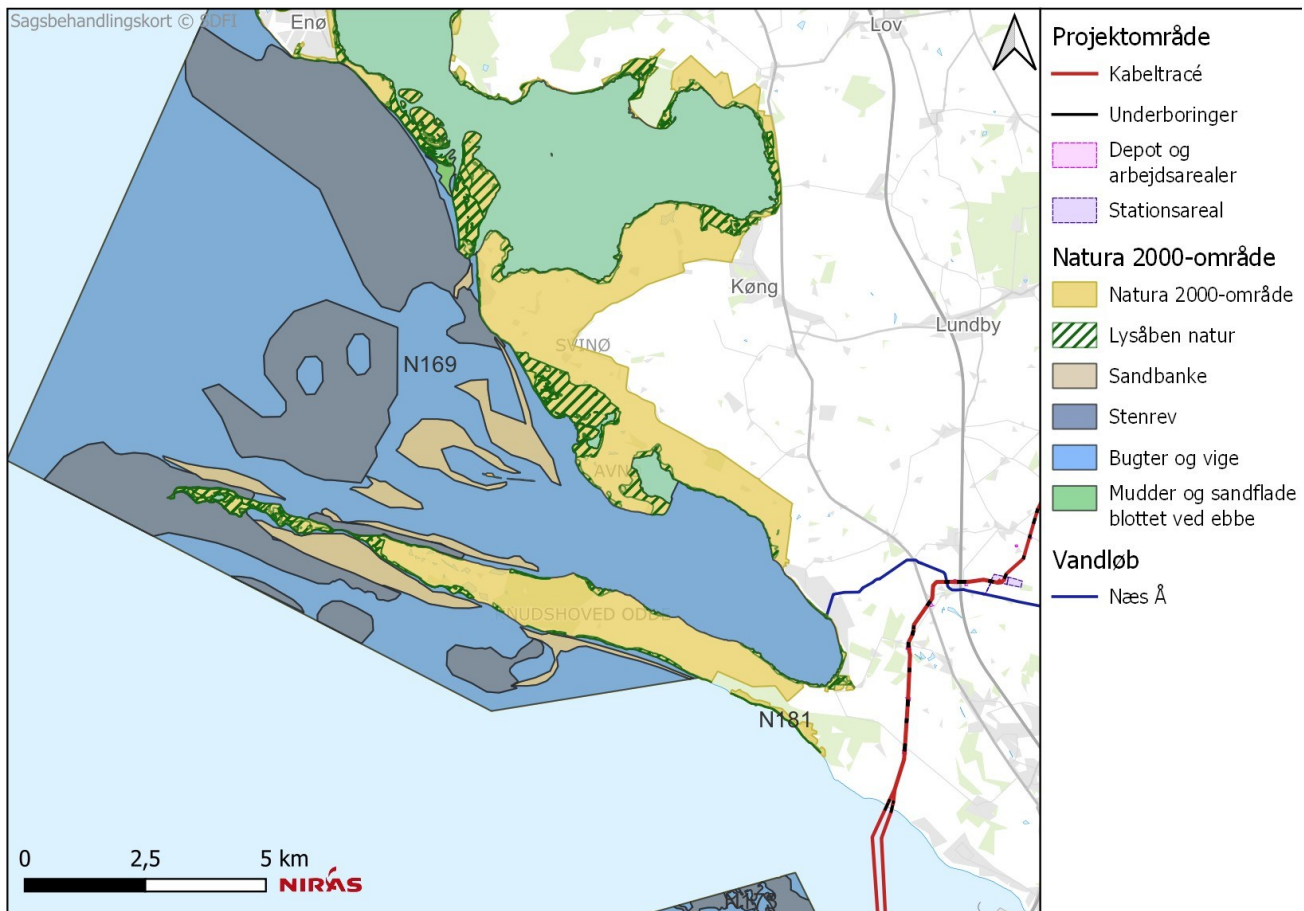 Sagsbehandlingskort © SDFI
Enø
Lov
Køng
Lundby
SVINØ
N169
AVNØ
KNUDSHOVED ODDE
N181
0 2,5 5 km
NIRAS
Projektområde
Kabeltracé
Underboringer
Depot og
arbejdsarealer
Stationsareal
Natura 2000-område
Natura 2000-område
Lysåben natur
Sandbanke
Stenrev
Bugter og vige
Mudder og sandflade
blottet ved ebbe
Vandløb
Næs Å